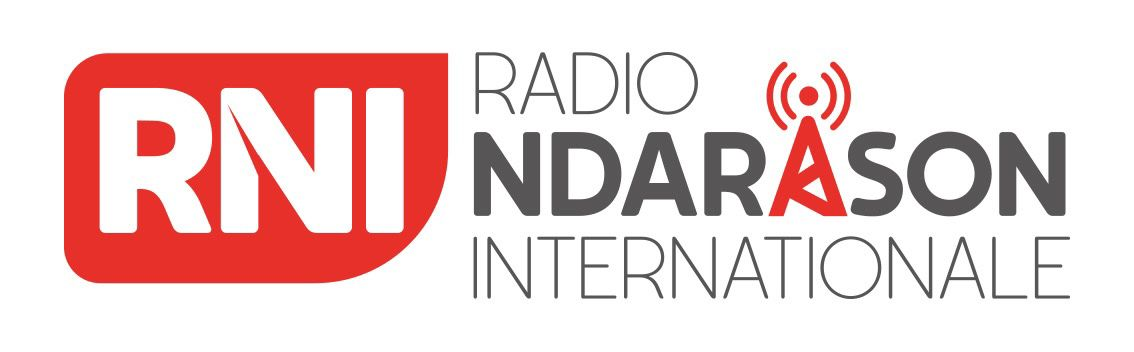 RNI
RADIO
NDARASON
INTERNATIONALE